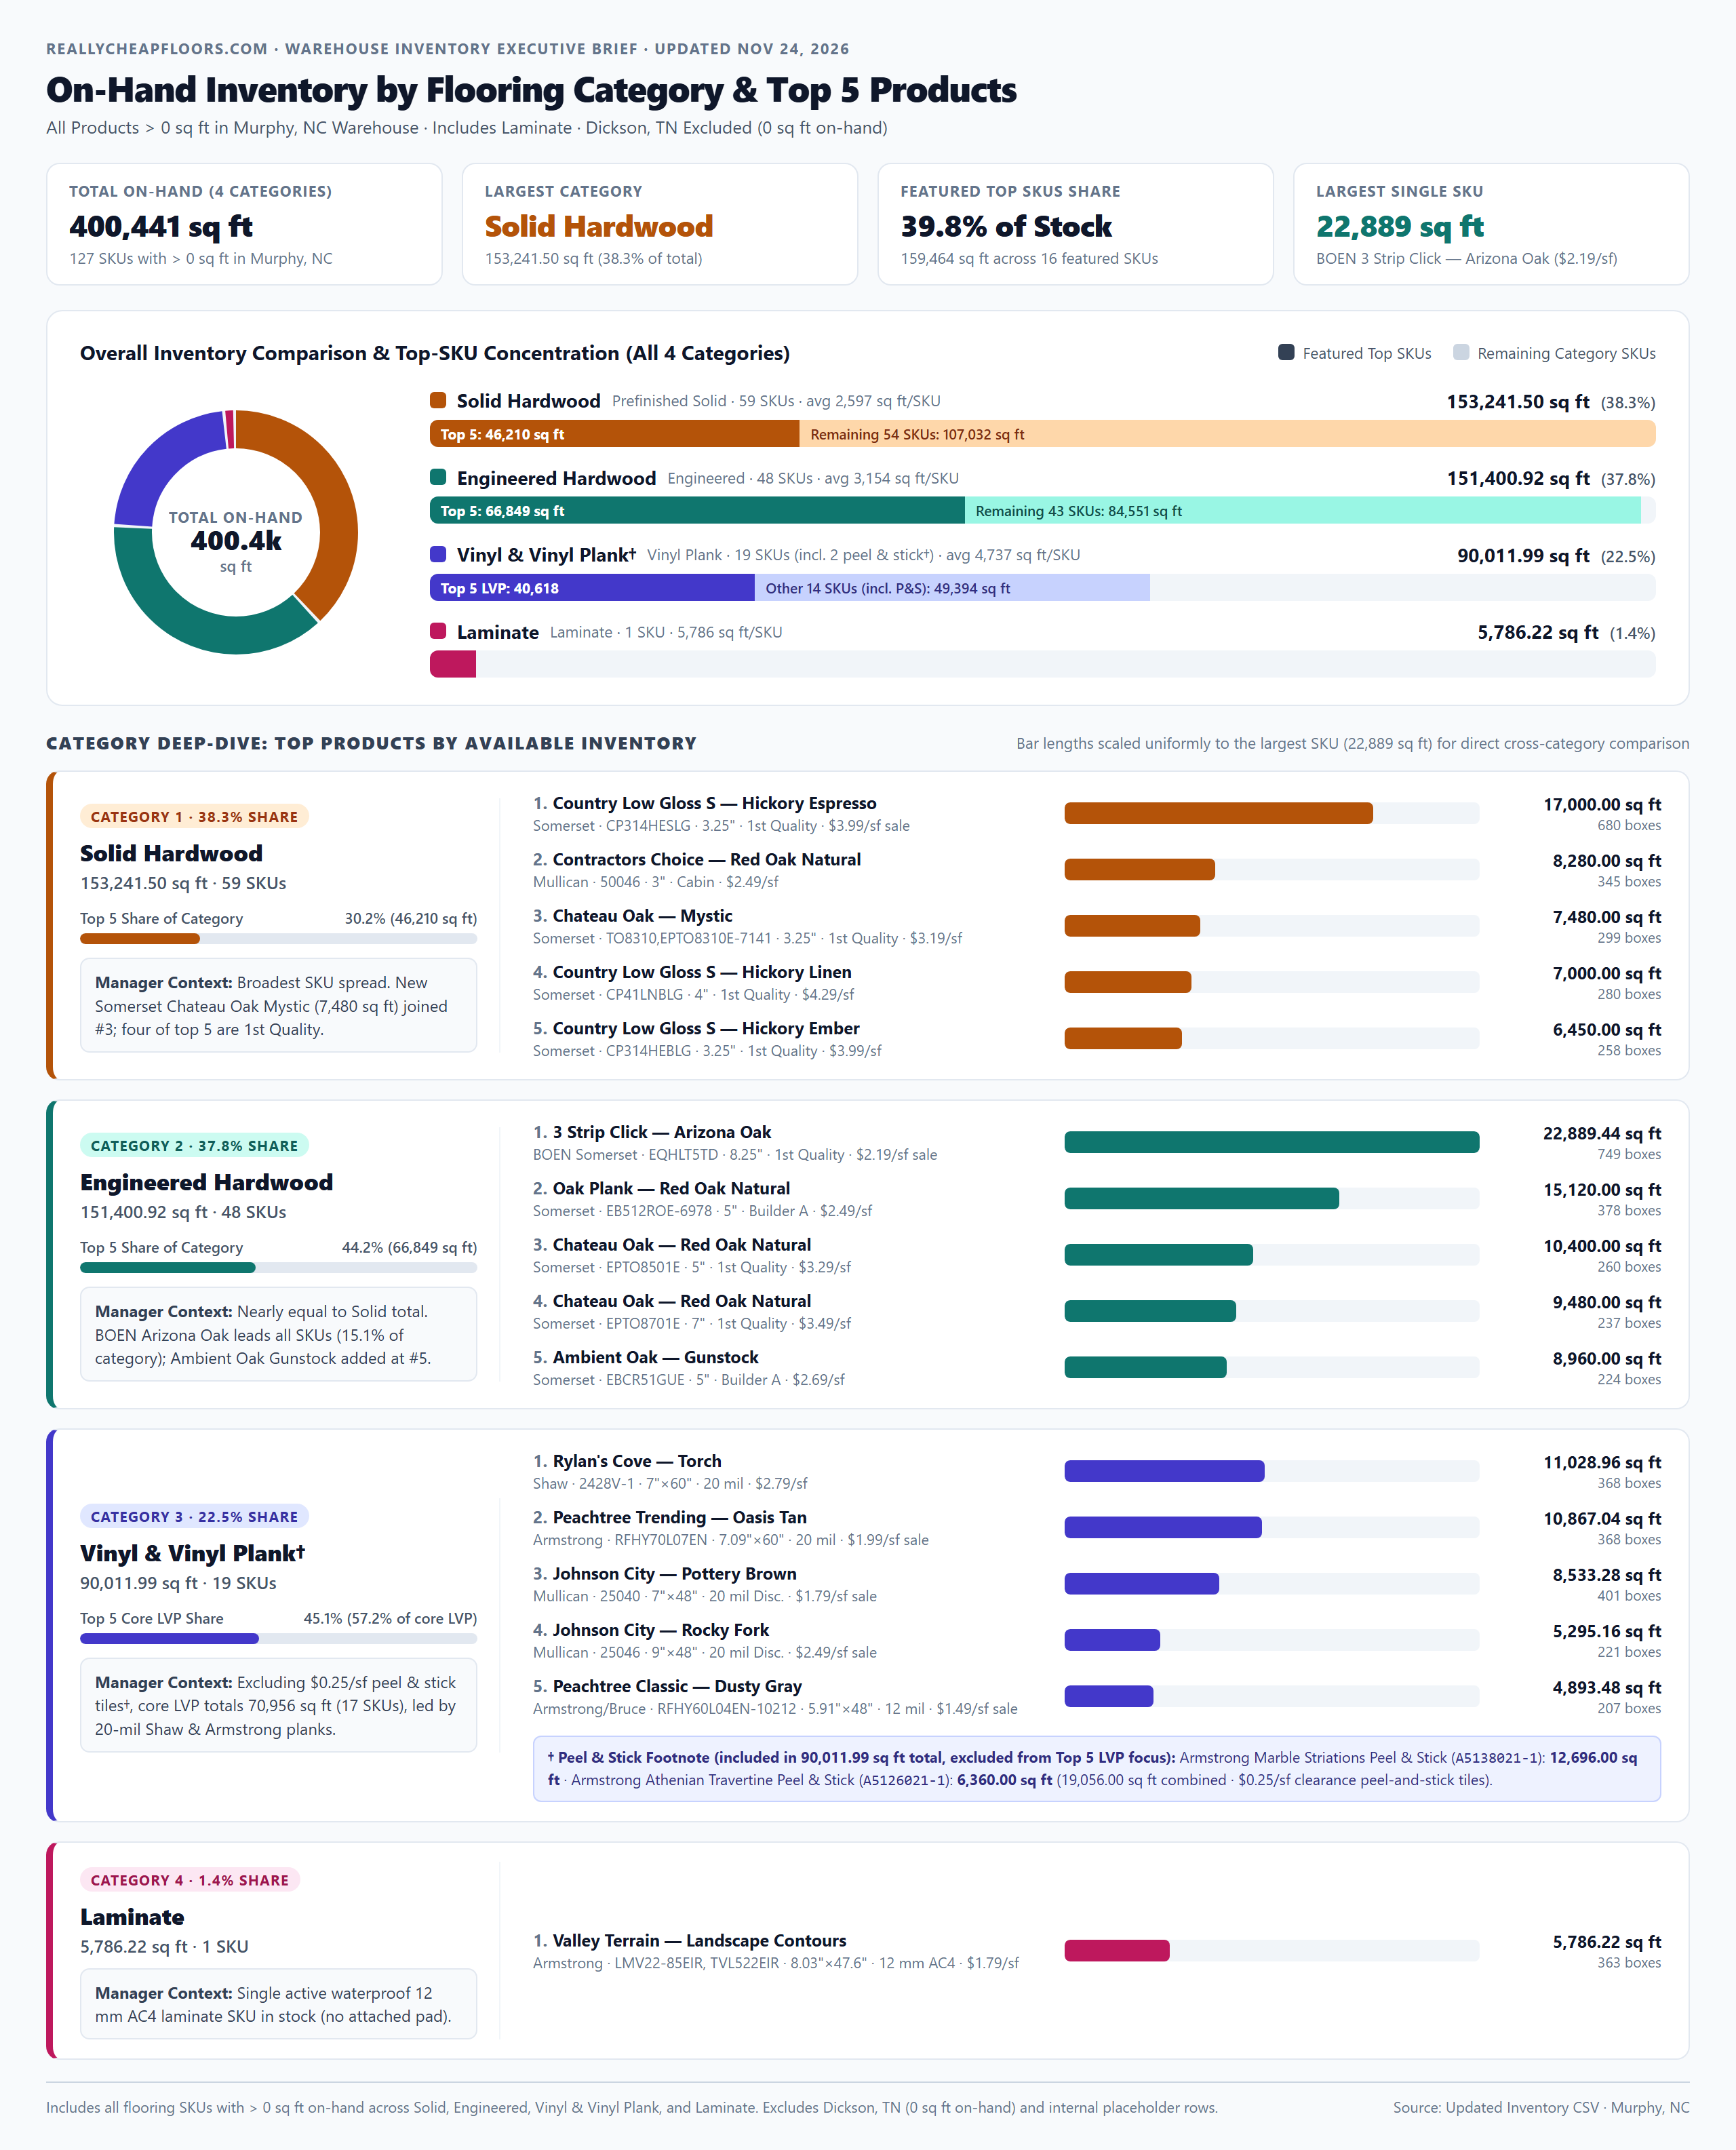 REALLYCHEAPFLOORS.COM · WAREHOUSE INVENTORY EXECUTIVE BRIEF · UPDATED NOV 24, 2026
On-Hand Inventory by Flooring Category & Top 5 Products
All Products > 0 sq ft in Murphy, NC Warehouse · Includes Laminate · Dickson, TN Excluded (0 sq ft on-hand)
TOTAL ON-HAND (4 CATEGORIES)
400,441 sq ft
127 SKUs with > 0 sq ft in Murphy, NC
LARGEST CATEGORY
Solid Hardwood
153,241.50 sq ft (38.3% of total)
FEATURED TOP SKUS SHARE
39.8% of Stock
159,464 sq ft across 16 featured SKUs
LARGEST SINGLE SKU
22,889 sq ft
BOEN 3 Strip Click — Arizona Oak ($2.19/sf)
Overall Inventory Comparison & Top-SKU Concentration (All 4 Categories)
Featured Top SKUs
Remaining Category SKUs
TOTAL ON-HAND
400.4k
sq ft
Solid Hardwood Prefinished Solid · 59 SKUs · avg 2,597 sq ft/SKU 153,241.50 sq ft (38.3%)
Top 5: 46,210 sq ft Remaining 54 SKUs: 107,032 sq ft
Engineered Hardwood Engineered · 48 SKUs · avg 3,154 sq ft/SKU 151,400.92 sq ft (37.8%)
Top 5: 66,849 sq ft Remaining 43 SKUs: 84,551 sq ft
Vinyl & Vinyl Plank† Vinyl Plank · 19 SKUs (incl. 2 peel & stick†) · avg 4,737 sq ft/SKU 90,011.99 sq ft (22.5%)
Top 5 LVP: 40,618 Other 14 SKUs (incl. P&S): 49,394 sq ft
Laminate Laminate · 1 SKU · 5,786 sq ft/SKU 5,786.22 sq ft (1.4%)
CATEGORY DEEP-DIVE: TOP PRODUCTS BY AVAILABLE INVENTORY
Bar lengths scaled uniformly to the largest SKU (22,889 sq ft) for direct cross-category comparison
CATEGORY 1 · 38.3% SHARE
Solid Hardwood
153,241.50 sq ft · 59 SKUs
Top 5 Share of Category 30.2% (46,210 sq ft)
Manager Context: Broadest SKU spread. New
Somerset Chateau Oak Mystic (7,480 sq ft) joined
#3; four of top 5 are 1st Quality.
1. Country Low Gloss S — Hickory Espresso
Somerset · CP314HESLG · 3.25" · 1st Quality · $3.99/sf sale
17,000.00 sq ft
680 boxes
2. Contractors Choice — Red Oak Natural
Mullican · 50046 · 3" · Cabin · $2.49/sf
8,280.00 sq ft
345 boxes
3. Chateau Oak — Mystic
Somerset · TO8310,EPTO8310E-7141 · 3.25" · 1st Quality · $3.19/sf
7,480.00 sq ft
299 boxes
4. Country Low Gloss S — Hickory Linen
Somerset · CP41LNBLG · 4" · 1st Quality · $4.29/sf
7,000.00 sq ft
280 boxes
5. Country Low Gloss S — Hickory Ember
Somerset · CP314HEBLG · 3.25" · 1st Quality · $3.99/sf
6,450.00 sq ft
258 boxes
CATEGORY 2 · 37.8% SHARE
Engineered Hardwood
151,400.92 sq ft · 48 SKUs
Top 5 Share of Category 44.2% (66,849 sq ft)
Manager Context: Nearly equal to Solid total.
BOEN Arizona Oak leads all SKUs (15.1% of
category); Ambient Oak Gunstock added at #5.
1. 3 Strip Click — Arizona Oak
BOEN Somerset · EQHLT5TD · 8.25" · 1st Quality · $2.19/sf sale
22,889.44 sq ft
749 boxes
2. Oak Plank — Red Oak Natural
Somerset · EB512ROE-6978 · 5" · Builder A · $2.49/sf
15,120.00 sq ft
378 boxes
3. Chateau Oak — Red Oak Natural
Somerset · EPTO8501E · 5" · 1st Quality · $3.29/sf
10,400.00 sq ft
260 boxes
4. Chateau Oak — Red Oak Natural
Somerset · EPTO8701E · 7" · 1st Quality · $3.49/sf
9,480.00 sq ft
237 boxes
5. Ambient Oak — Gunstock
Somerset · EBCR51GUE · 5" · Builder A · $2.69/sf
8,960.00 sq ft
224 boxes
CATEGORY 3 · 22.5% SHARE
Vinyl & Vinyl Plank†
90,011.99 sq ft · 19 SKUs
Top 5 Core LVP Share 45.1% (57.2% of core LVP)
Manager Context: Excluding $0.25/sf peel & stick
tiles†, core LVP totals 70,956 sq ft (17 SKUs), led by
20-mil Shaw & Armstrong planks.
1. Rylan's Cove — Torch
Shaw · 2428V-1 · 7"×60" · 20 mil · $2.79/sf
11,028.96 sq ft
368 boxes
2. Peachtree Trending — Oasis Tan
Armstrong · RFHY70L07EN · 7.09"×60" · 20 mil · $1.99/sf sale
10,867.04 sq ft
368 boxes
3. Johnson City — Pottery Brown
Mullican · 25040 · 7"×48" · 20 mil Disc. · $1.79/sf sale
8,533.28 sq ft
401 boxes
4. Johnson City — Rocky Fork
Mullican · 25046 · 9"×48" · 20 mil Disc. · $2.49/sf sale
5,295.16 sq ft
221 boxes
5. Peachtree Classic — Dusty Gray
Armstrong/Bruce · RFHY60L04EN-10212 · 5.91"×48" · 12 mil · $1.49/sf sale
4,893.48 sq ft
207 boxes
† Peel & Stick Footnote (included in 90,011.99 sq ft total, excluded from Top 5 LVP focus): Armstrong Marble Striations Peel & Stick (A5138021-1): 12,696.00 sq
ft · Armstrong Athenian Travertine Peel & Stick (A5126021-1): 6,360.00 sq ft (19,056.00 sq ft combined · $0.25/sf clearance peel-and-stick tiles).
CATEGORY 4 · 1.4% SHARE
Laminate
5,786.22 sq ft · 1 SKU
Manager Context: Single active waterproof 12
mm AC4 laminate SKU in stock (no attached pad).
1. Valley Terrain — Landscape Contours
Armstrong · LMV22-85EIR, TVL522EIR · 8.03"×47.6" · 12 mm AC4 · $1.79/sf
5,786.22 sq ft
363 boxes
Includes all flooring SKUs with > 0 sq ft on-hand across Solid, Engineered, Vinyl & Vinyl Plank, and Laminate. Excludes Dickson, TN (0 sq ft on-hand) and internal placeholder rows.
Source: Updated Inventory CSV · Murphy, NC